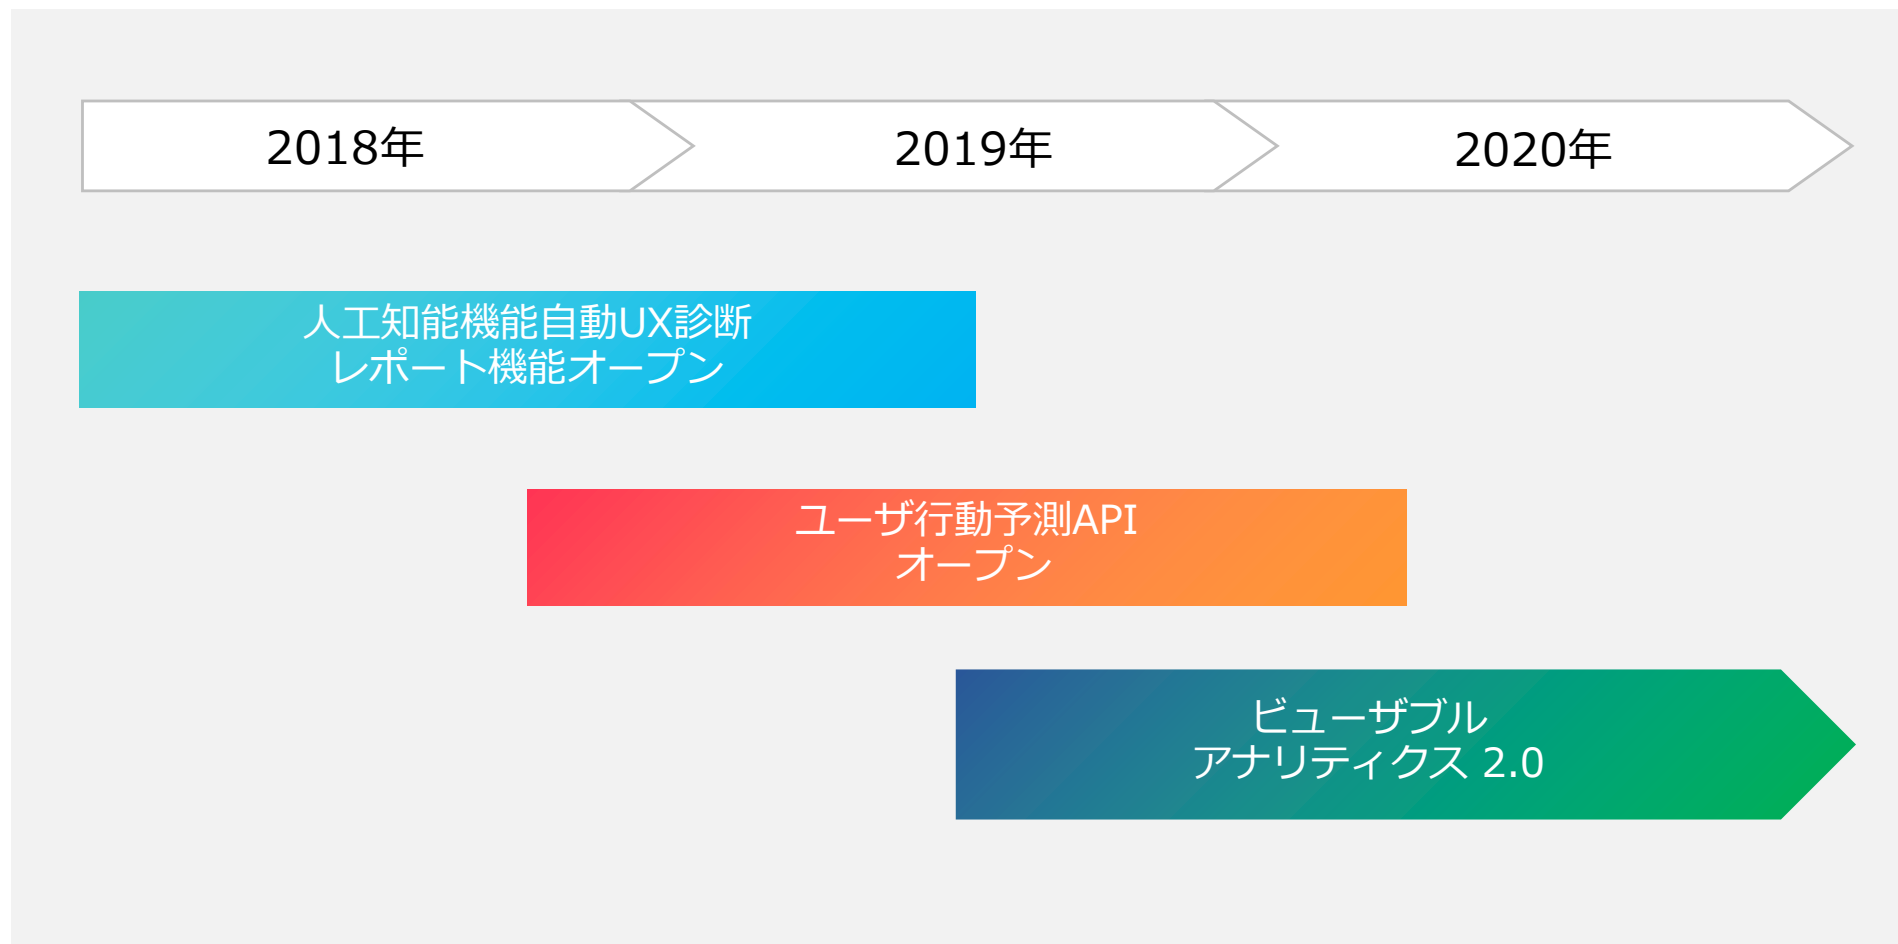 2018年
2019年
2020年
人工知能機能自動UX診断
レポート機能オープン
ユーザ行動予測API
オープン
ビューザブル
アナリティクス 2.0